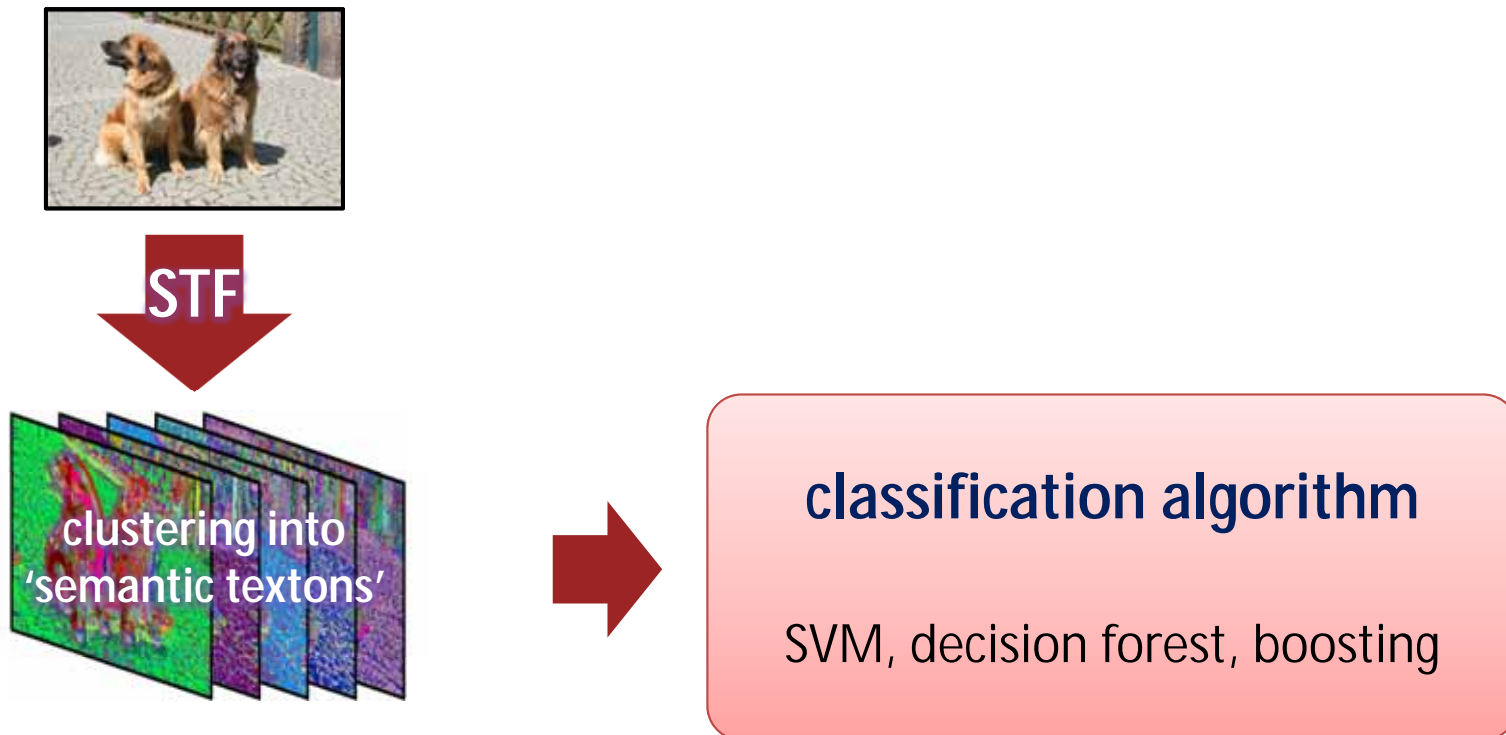 STF
clustering into
‘semantic textons’
classification algorithm
SVM, decision forest, boosting